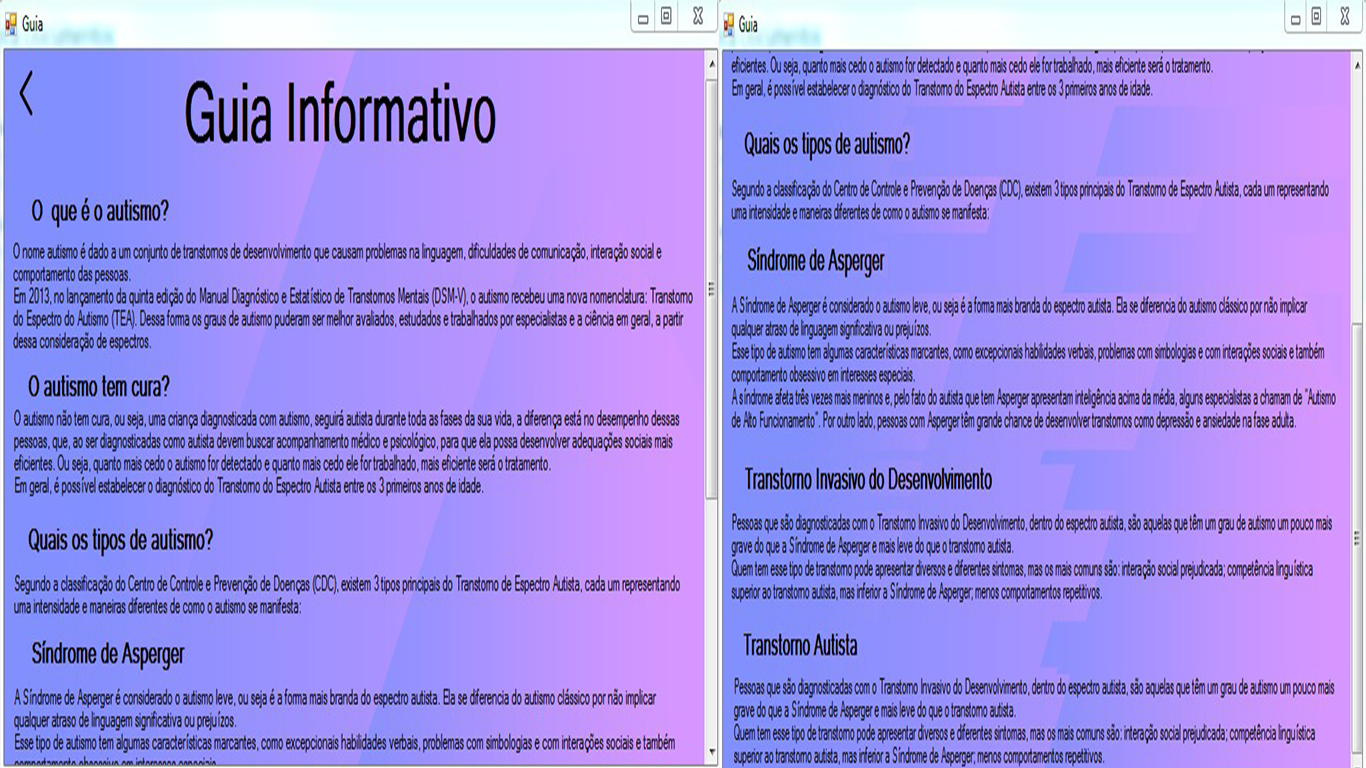 Guia
Guia Informativo
O que é o autismo?
O nome autismo é dado a um conjunto de transtornos de desenvolvimento que causam problemas na linguagem, dificuldades de comunicação, interação social e
comportamento das pessoas.
Em 2013, no lançamento da quinta edição do Manual Diagnóstico e Estatístico de Transtornos Mentais (DSM-V), o autismo recebeu uma nova nomenclatura: Transtorno
do Espectro do Autismo (TEA). Dessa forma os graus de autismo puderam ser melhor avaliados, estudados e trabalhados por especialistas e a ciência em geral, a partir
dessa consideração de espectros.
O autismo tem cura?
O autismo não tem cura, ou seja, uma criança diagnosticada com autismo, seguirá autista durante toda as fases da sua vida, a diferença está no desempenho dessas
pessoas, que, ao ser diagnosticadas como autista devem buscar acompanhamento médico e psicológico, para que ela possa desenvolver adequações sociais mais
eficientes. Ou seja, quanto mais cedo o autismo for detectado e quanto mais cedo ele for trabalhado, mais eficiente será o tratamento.
Em geral, é possível estabelecer o diagnóstico do Transtorno do Espectro Autista entre os 3 primeiros anos de idade.
Quais os tipos de autismo?
Segundo a classificação do Centro de Controle e Prevenção de Doenças (CDC), existem 3 tipos principais do Transtorno de Espectro Autista, cada um representando
uma intensidade e maneiras diferentes de como o autismo se manifesta:
Síndrome de Asperger
A Síndrome de Asperger é considerado o autismo leve, ou seja é a forma mais branda do espectro autista. Ela se diferencia do autismo clássico por não implicar
qualquer atraso de linguagem significativa ou prejuízos.
Esse tipo de autismo tem algumas características marcantes, como excepcionais habilidades verbais, problemas com simbologias e com interações sociais e também
Guia
eficientes. Ou seja, quanto mais cedo o autismo for detectado e quanto mais cedo ele for trabalhado, mais eficiente será o tratamento.
Em geral, é possível estabelecer o diagnóstico do Transtorno do Espectro Autista entre os 3 primeiros anos de idade.
Quais os tipos de autismo?
Segundo a classificação do Centro de Controle e Prevenção de Doenças (CDC), existem 3 tipos principais do Transtorno de Espectro Autista, cada um representando
uma intensidade e maneiras diferentes de como o autismo se manifesta:
Síndrome de Asperger
A Síndrome de Asperger é considerado o autismo leve, ou seja é a forma mais branda do espectro autista. Ela se diferencia do autismo clássico por não implicar
qualquer atraso de linguagem significativa ou prejuízos.
Esse tipo de autismo tem algumas características marcantes, como excepcionais habilidades verbais, problemas com simbologias e com interações sociais e também
comportamento obsessivo em interesses especiais.
A síndrome afeta três vezes mais meninos e, pelo fato do autista que tem Asperger apresentam inteligência acima da média, alguns especialistas a chamam de "Autismo
de Alto Funcionamento". Por outro lado, pessoas com Asperger têm grande chance de desenvolver transtornos como depressão e ansiedade na fase adulta.
Transtorno Invasivo do Desenvolvimento
Pessoas que são diagnosticadas com o Transtorno Invasivo do Desenvolvimento, dentro do espectro autista, são aquelas que têm um grau de autismo um pouco mais
grave do que a Síndrome de Asperger e mais leve do que o transtorno autista.
Quem tem esse tipo de transtorno pode apresentar diversos e diferentes sintomas, mas os mais comuns são: interação social prejudicada; competência linguística
superior ao transtorno autista, mas inferior a Síndrome de Asperger; menos comportamentos repetitivos.
Transtorno Autista
Pessoas que são diagnosticadas com o Transtorno Invasivo do Desenvolvimento, dentro do espectro autista, são aquelas que têm um grau de autismo um pouco mais
grave do que a Síndrome de Asperger e mais leve do que o transtorno autista.
Quem tem esse tipo de transtorno pode apresentar diversos e diferentes sintomas, mas os mais comuns são: interação social prejudicada; competência linguística
superior ao transtorno autista, mas inferior a Síndrome de Asperger; menos comportamentos repetitivos.